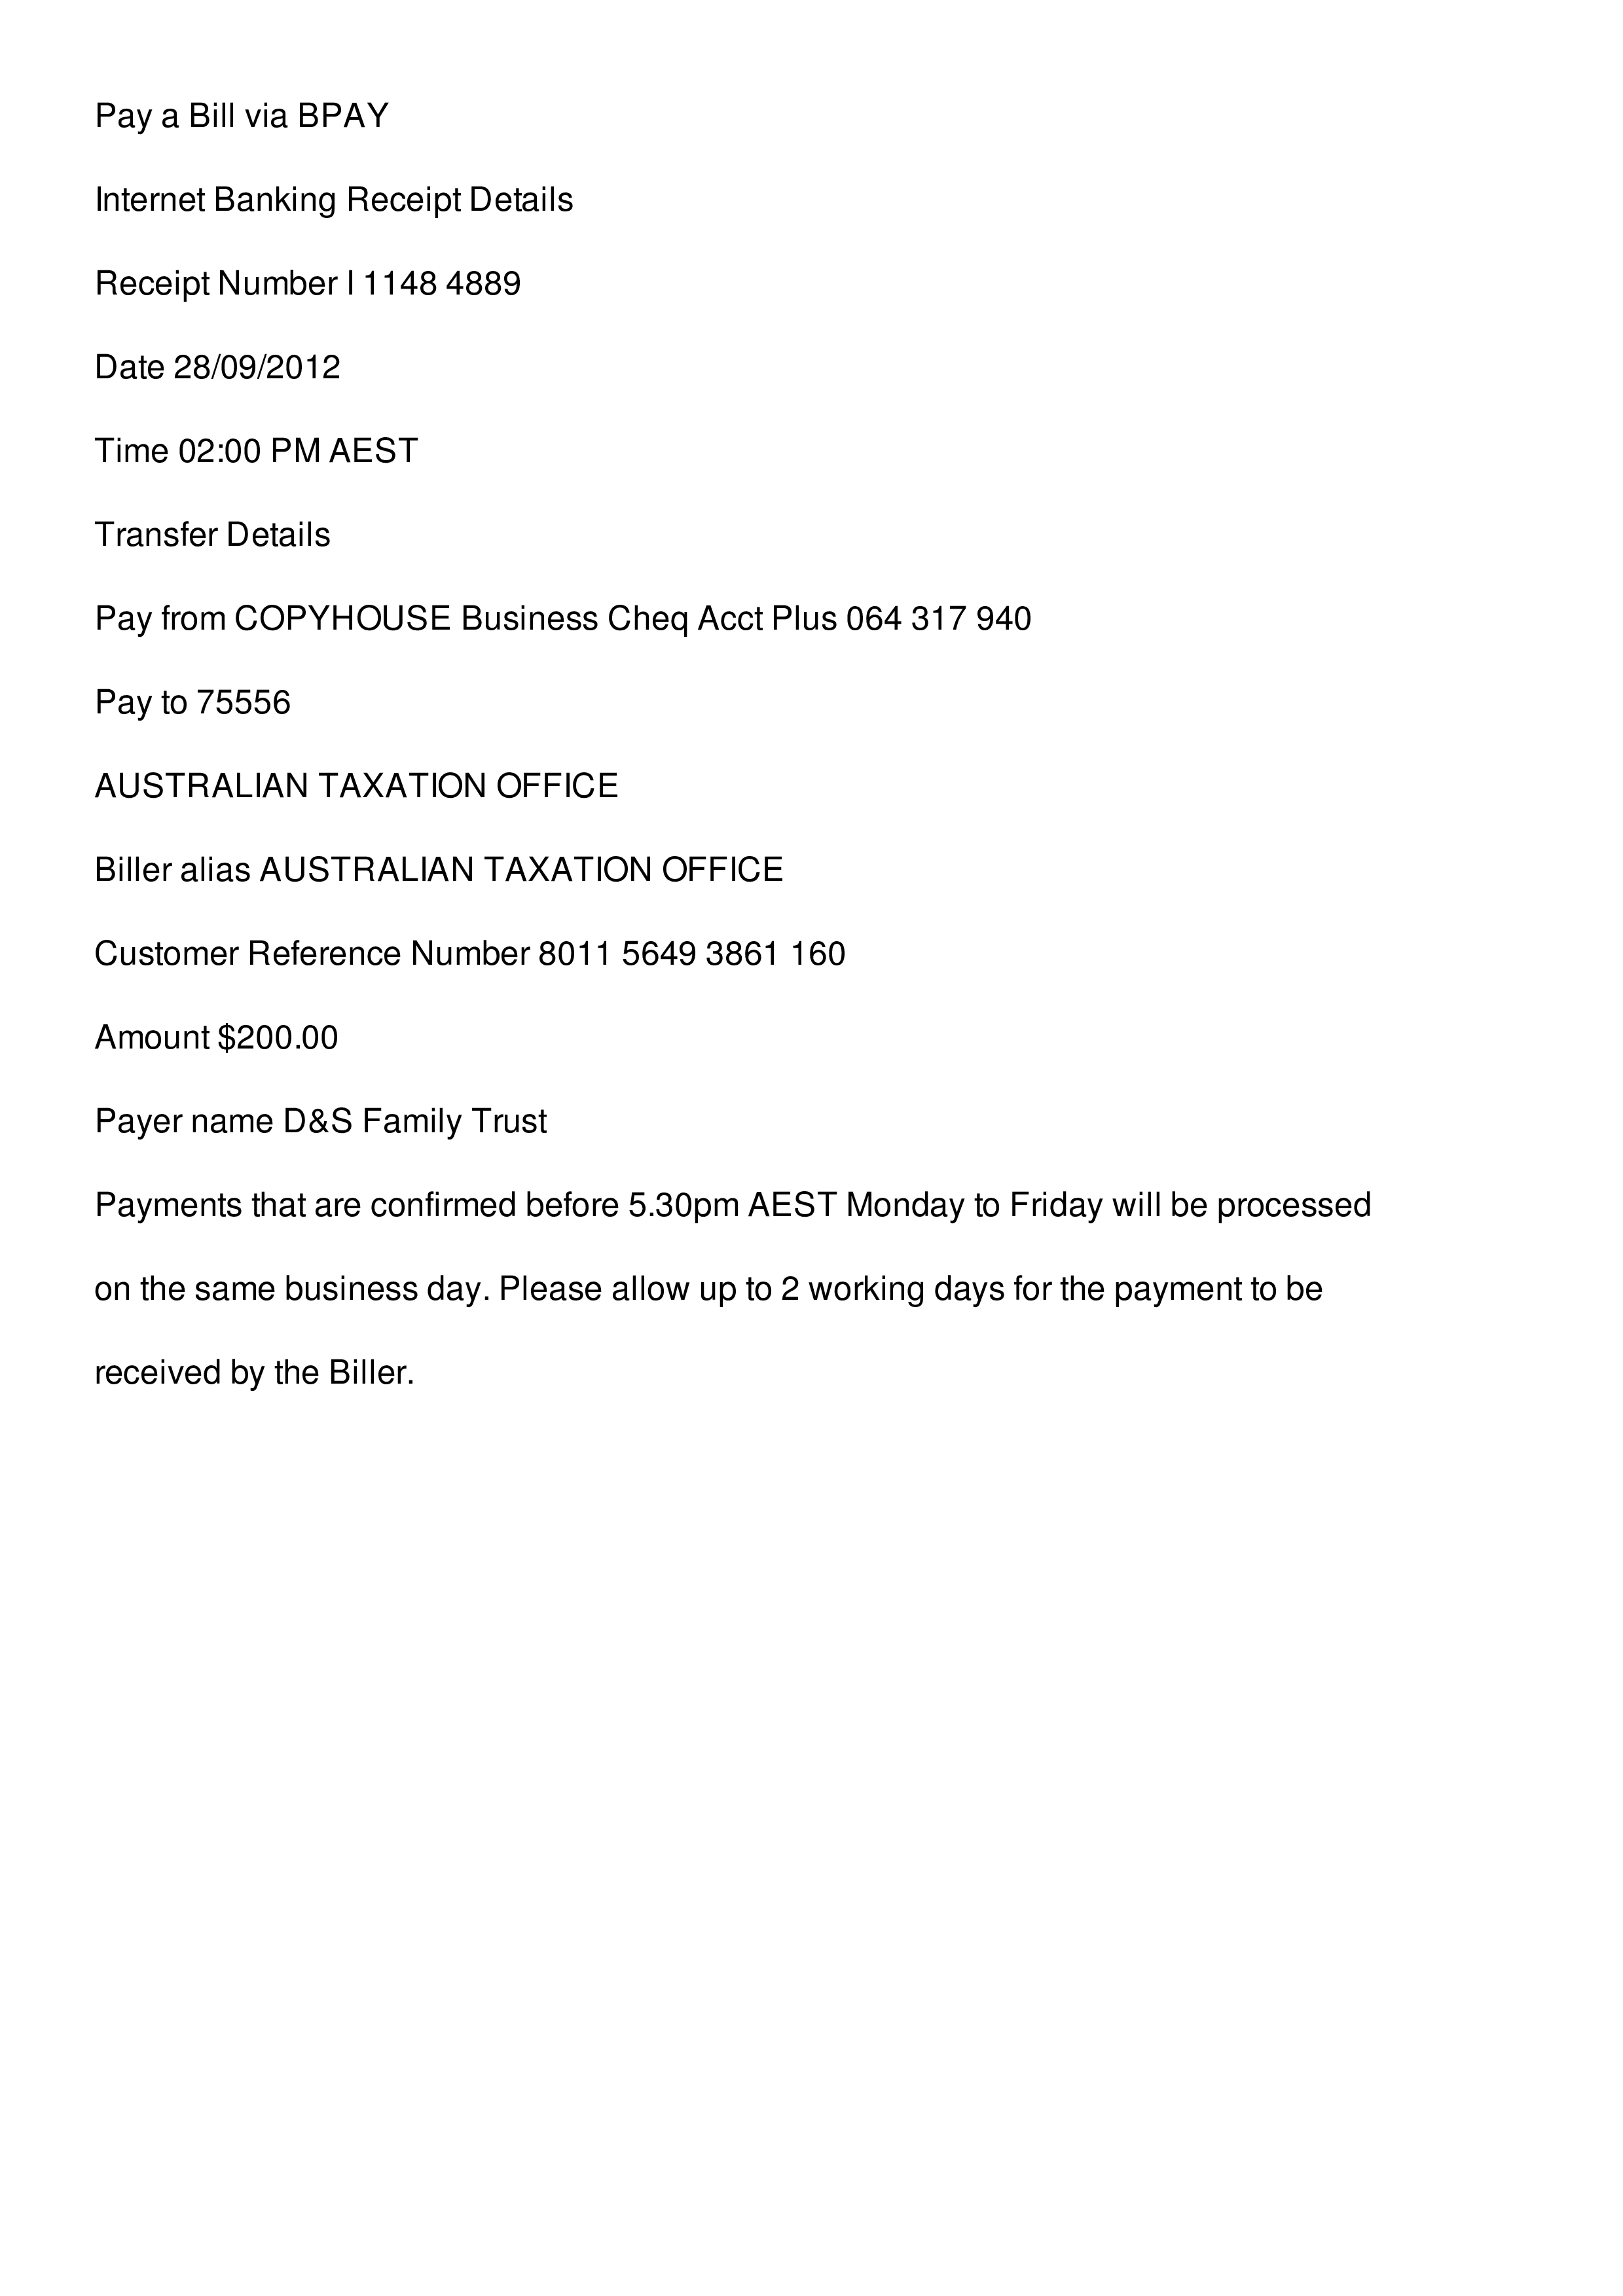 Pay a Bill via BPAY
Internet Banking Receipt Details
Receipt Number I 1148 4889
Date 28/09/2012
Time 02:00 PM AEST
Transfer Details
Pay from COPYHOUSE Business Cheq Acct Plus 064 317 940
Pay to 75556
AUSTRALIAN TAXATION OFFICE
Biller alias AUSTRALIAN TAXATION OFFICE
Customer Reference Number 8011 5649 3861 160
Amount $200.00
Payer name D&S Family Trust
Payments that are confirmed before 5.30pm AEST Monday to Friday will be processed
on the same business day. Please allow up to 2 working days for the payment to be
received by the Biller.